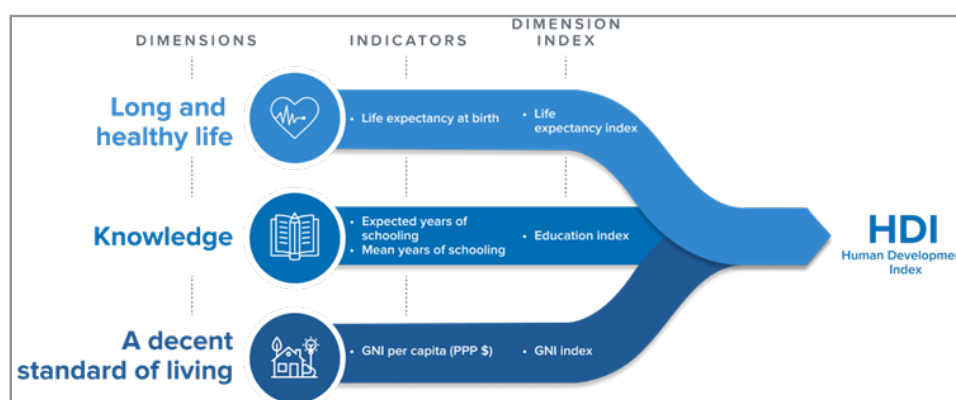 DIMENSIONS
INDICATORS
DIMENSION
INDEX
Long and
healthy life
• Life expectancy at birth
• Life
expectancy index
Knowledge
• Expected years of
schooling
• Mean years of schooling
• Education index
HDI
Human Developmen
Index
A decent
standard of living
• GNI per capita (PPP $)
• GNI index